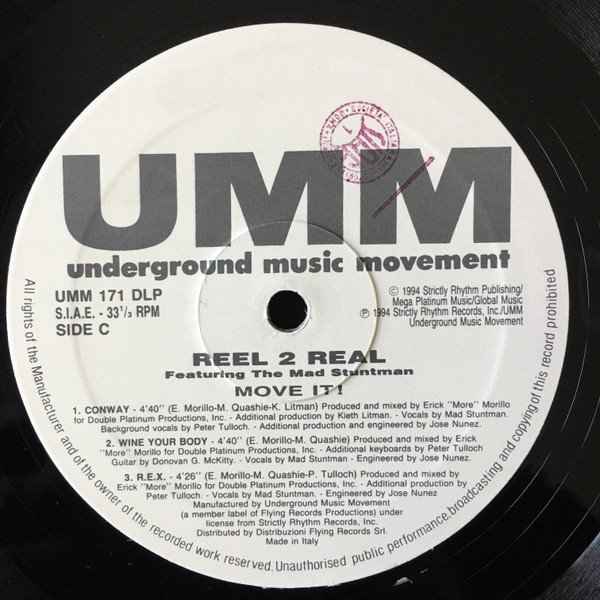 UMM
underground music movement
UMM 171 DLP
S.I.A.E. - 33 1/3 RPM
SIDE C
© 1994 Strictly Rhythm Publishing/
Mega Platinum Music/Global Music
℗ 1994 Strictly Rhythm Records, Inc./UMM
Underground Music Movement
REEL 2 REAL
Featuring The Mad Stuntman
MOVE IT!
1. CONWAY - 4'40" (E. Morillo-M. Quashie-K. Litman) Produced and mixed by Erick "More" Morillo
for Double Platinum Productions, Inc. - Additional production by Kieth Litman. - Vocals by Mad Stuntman.
Background vocals by Peter Tulloch. - Additional production and engineered by Jose Nunez.
2. WINE YOUR BODY - 4'40" (E. Morillo-M. Quashie) Produced and mixed by Erick
"More" Morillo for Double Platinum Productions, Inc. - Additional keyboards by Peter Tulloch
Guitar by Donovan G. McKitty. - Vocals by Mad Stuntman. - Engineered by Jose Nunez.
3. R.E.X. - 4'26" (E. Morillo-M. Quashie-P. Tulloch) Produced and mixed by
Erick "More" Morillo for Double Platinum Productions, Inc. - Additional production by
Peter Tulloch. - Vocals by Mad Stuntman. - Engineered by Jose Nunez
Manufactured by Underground Music Movement
(a member label of Flying Records Productions) under
license from Strictly Rhythm Records, Inc.
Distributed by Distribuzioni Flying Records Srl.
Made in Italy
All rights of the Manufacturer and of the owner of the recorded work reserved. Unauthorised public performance, broadcasting and copying of this record prohibited